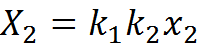 X₂ = k₁k₂x₂